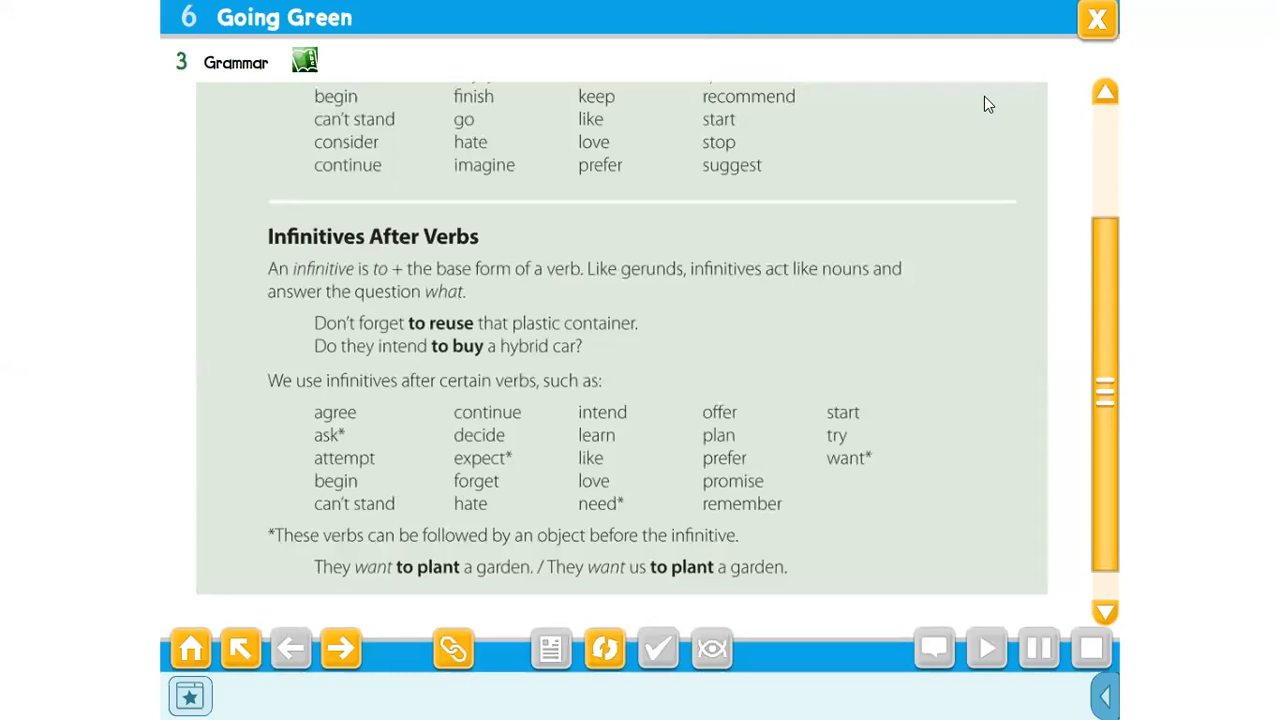 6 Going Green
X
3 Grammar
begin finish keep recommend
can't stand go like start
consider hate love stop
continue imagine prefer suggest
Infinitives After Verbs
An infinitive is to + the base form of a verb. Like gerunds, infinitives act like nouns and
answer the question what.
Don't forget to reuse that plastic container.
Do they intend to buy a hybrid car?
We use infinitives after certain verbs, such as:
agree continue intend offer start
ask* decide learn plan try
attempt expect* like prefer want*
begin forget love promise
can't stand hate need* remember
*These verbs can be followed by an object before the infinitive.
They want to plant a garden. / They want us to plant a garden.